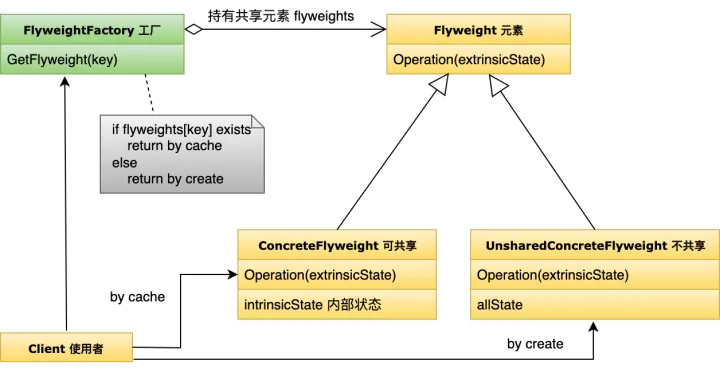 FlyweightFactory 工厂
GetFlyweight(key)
持有共享元素 flyweights
Flyweight 元素
Operation(extrinsicState)
if flyweights[key] exists
return by cache
else
return by create
ConcreteFlyweight 可共享
Operation(extrinsicState)
intrinsicState 内部状态
UnsharedConcreteFlyweight 不共享
Operation(extrinsicState)
allState
by cache
Client 使用者
by create